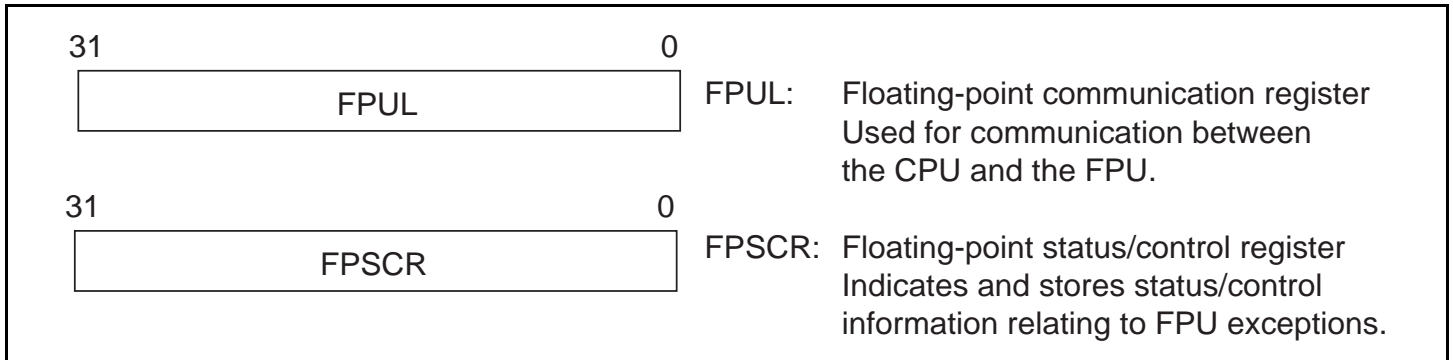 31 0
FPUL
FPUL: Floating-point communication register
Used for communication between
the CPU and the FPU.
31 0
FPSCR
FPSCR: Floating-point status/control register
Indicates and stores status/control
information relating to FPU exceptions.